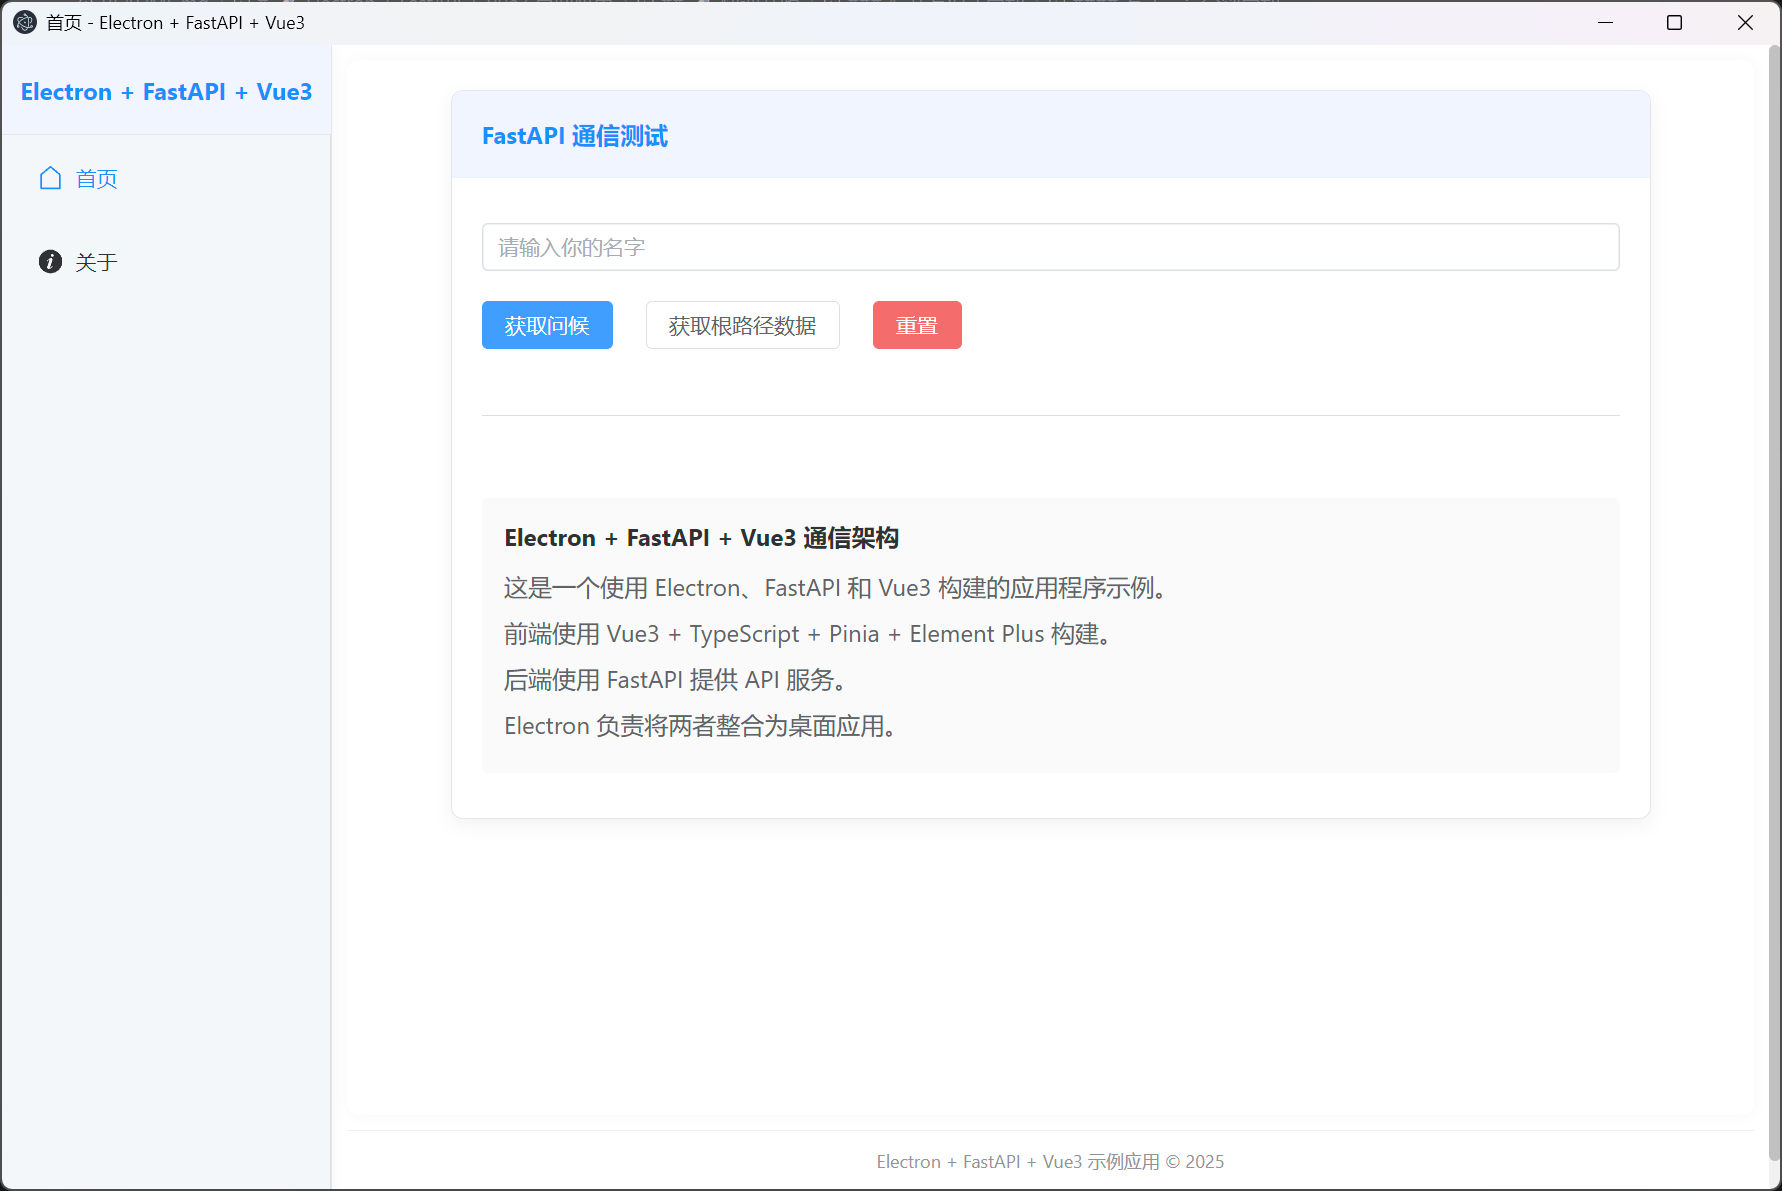 首页 - Electron + FastAPI + Vue3
Electron + FastAPI + Vue3
首页
关于
FastAPI 通信测试
请输入你的名字
获取问候
获取根路径数据
重置
Electron + FastAPI + Vue3 通信架构
这是一个使用 Electron、FastAPI 和 Vue3 构建的应用程序示例。
前端使用 Vue3 + TypeScript + Pinia + Element Plus 构建。
后端使用 FastAPI 提供 API 服务。
Electron 负责将两者整合为桌面应用。
Electron + FastAPI + Vue3 示例应用 © 2025